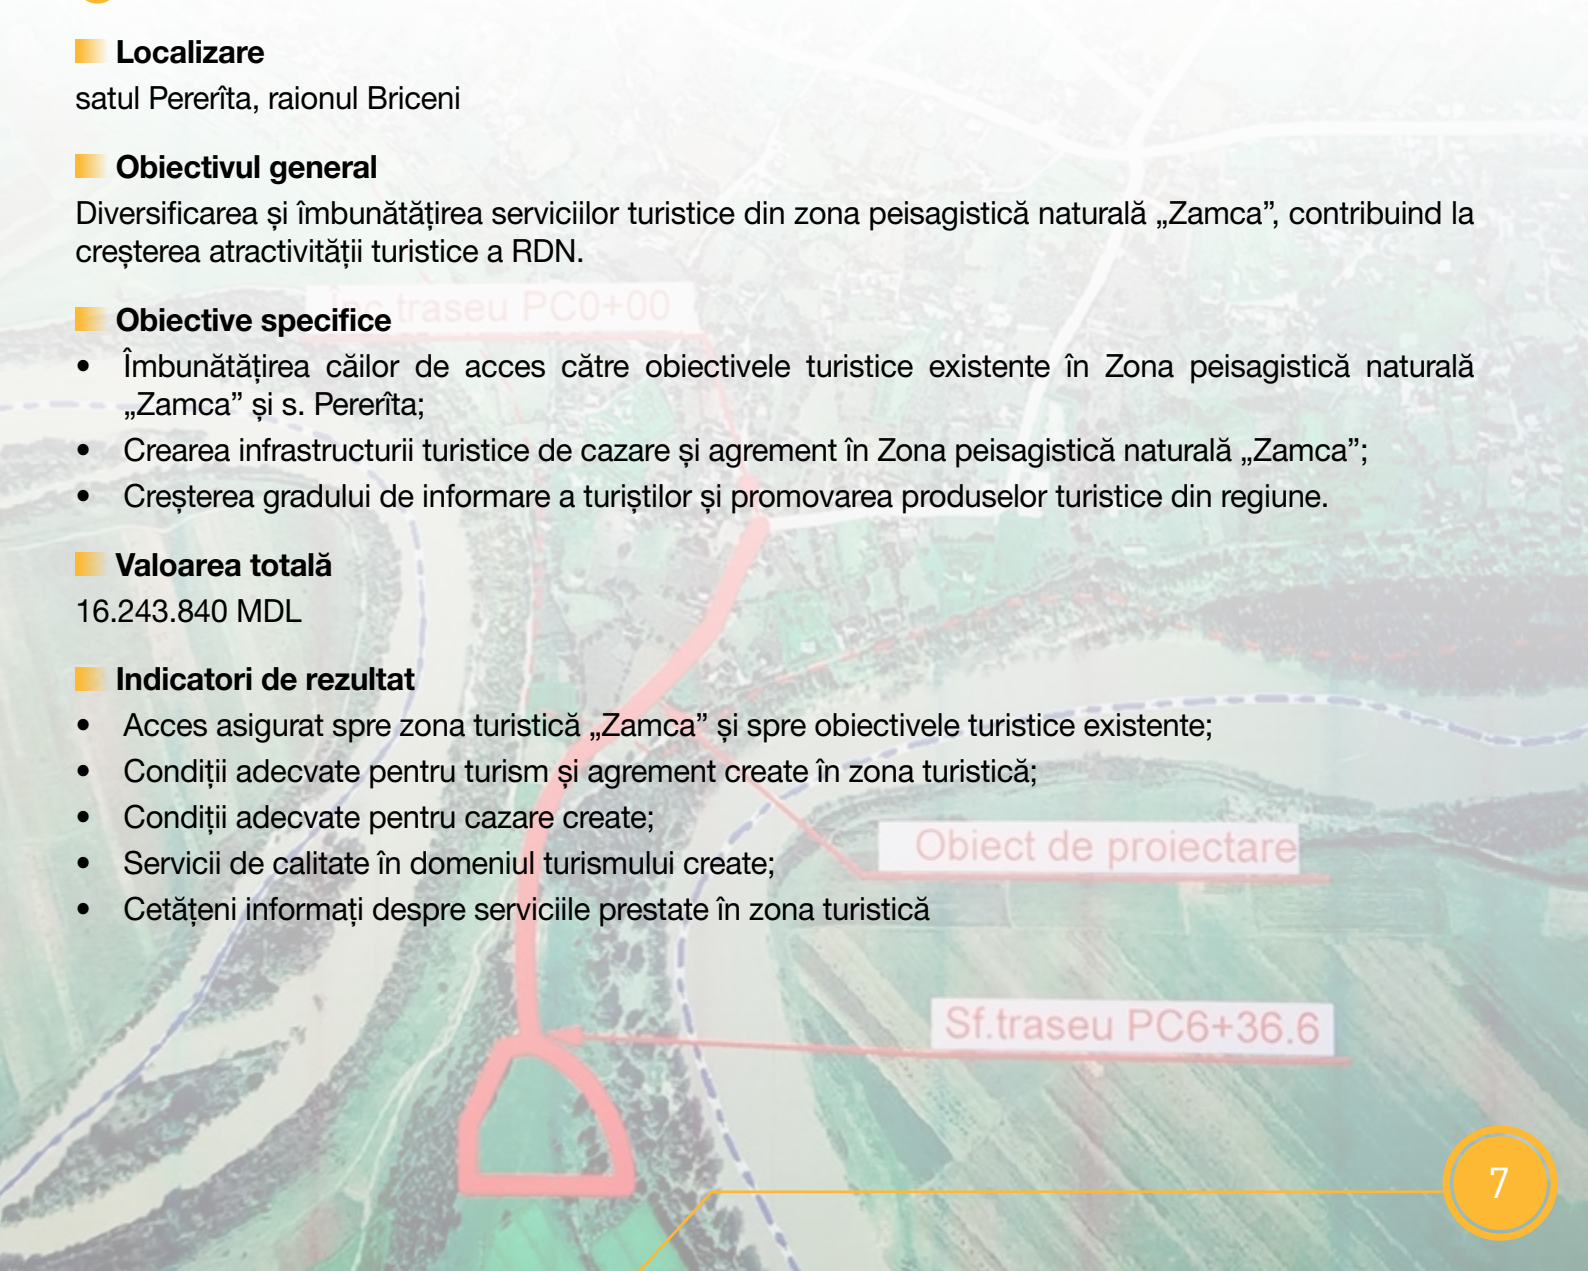 Localizare
satul Pererîta, raionul Briceni
Obiectivul general
Diversificarea și îmbunătățirea serviciilor turistice din zona peisagistică naturală „Zamca”, contribuind la
creșterea atractivității turistice a RDN.
Înc.traseu PC0+00
Obiective specifice
• Îmbunătățirea căilor de acces către obiectivele turistice existente în Zona peisagistică naturală
„Zamca” și s. Pererîta;
• Crearea infrastructurii turistice de cazare și agrement în Zona peisagistică naturală „Zamca”;
• Creșterea gradului de informare a turiștilor și promovarea produselor turistice din regiune.
Valoarea totală
16.243.840 MDL
Indicatori de rezultat
• Acces asigurat spre zona turistică „Zamca” și spre obiectivele turistice existente;
• Condiții adecvate pentru turism și agrement create în zona turistică;
• Condiții adecvate pentru cazare create;
• Servicii de calitate în domeniul turismului create;
• Cetățeni informați despre serviciile prestate în zona turistică
Obiect de proiectare
Sf.traseu PC6+36.6
7